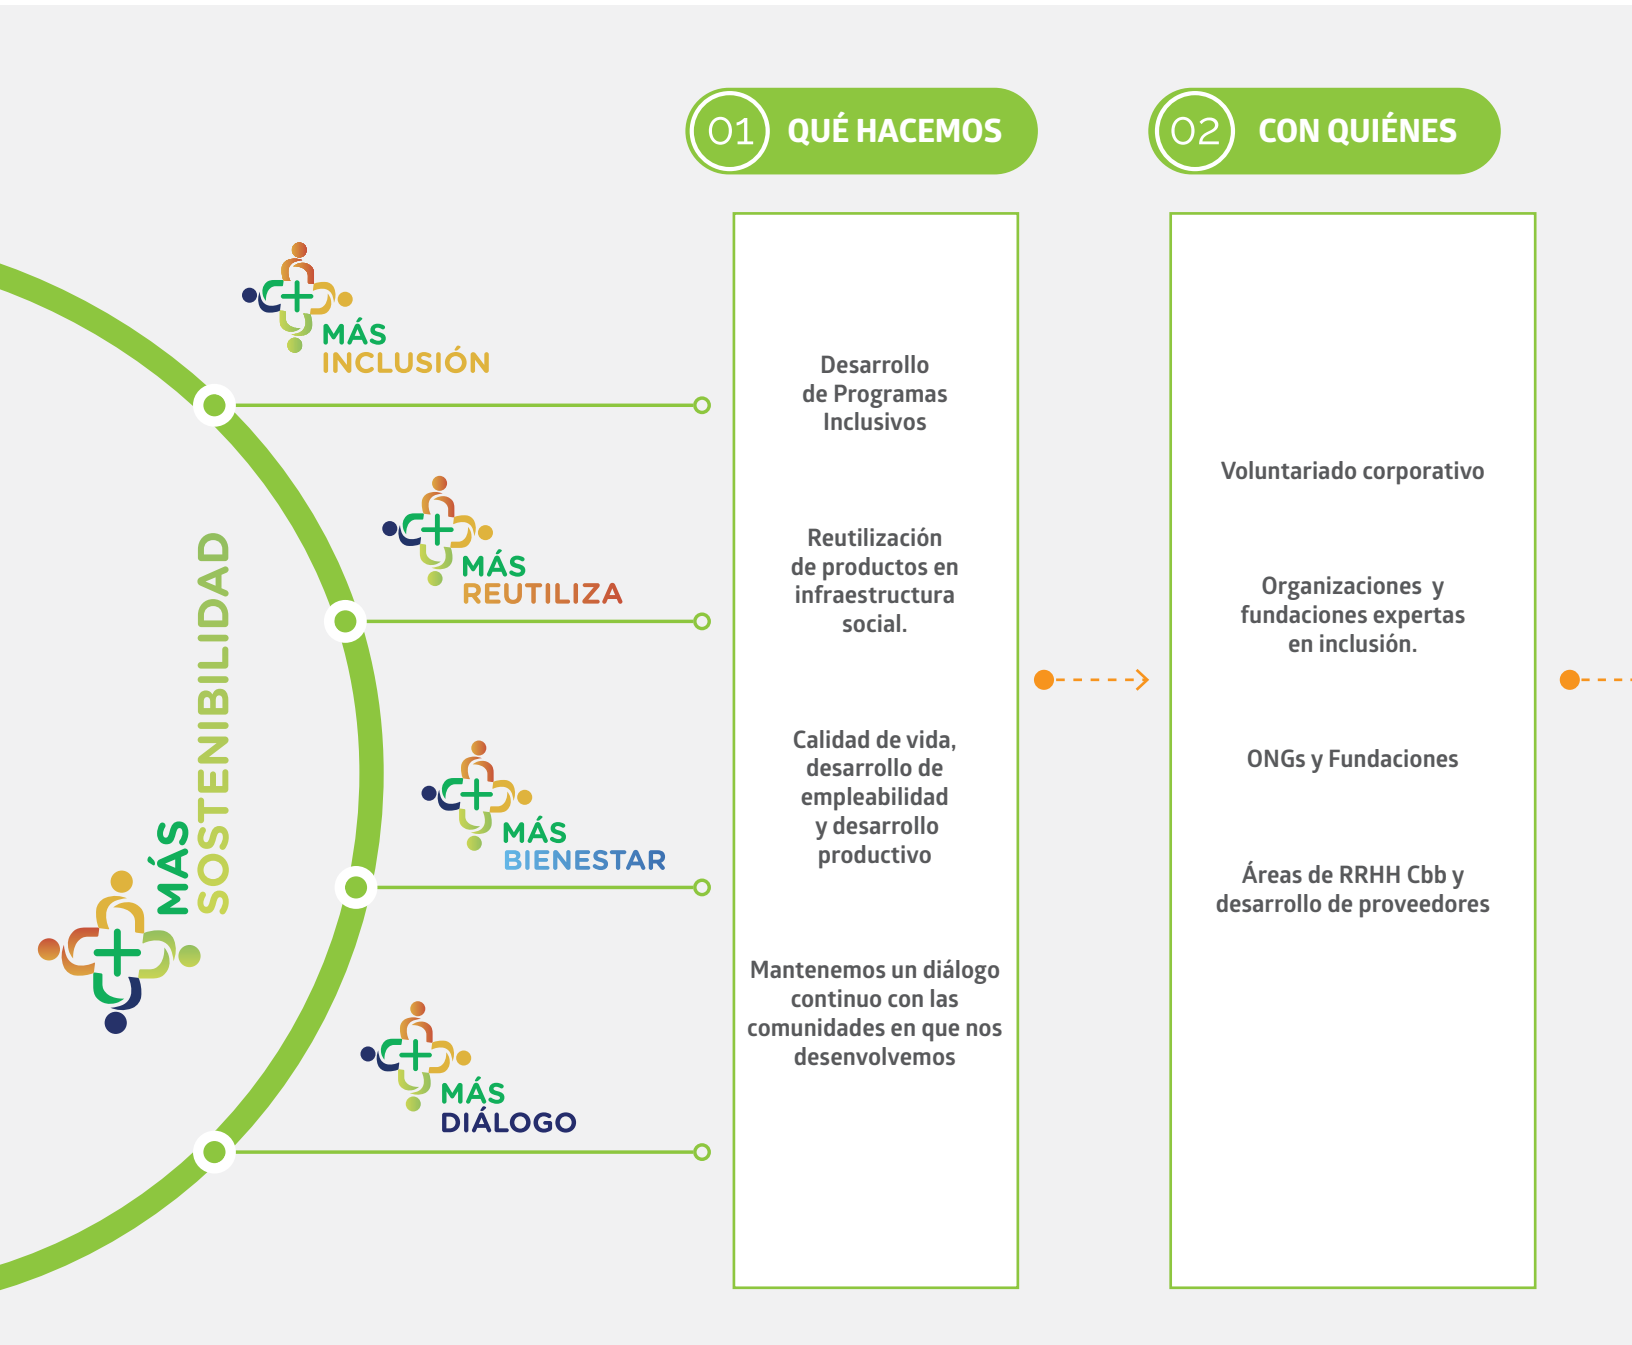 MÁS
SOSTENIBILIDAD
MÁS
INCLUSIÓN
MÁS
REUTILIZA
MÁS
BIENESTAR
MÁS
DIÁLOGO
01 QUÉ HACEMOS
Desarrollo
de Programas
Inclusivos
Reutilización
de productos en
infraestructura
social.
Calidad de vida,
desarrollo de
empleabilidad
y desarrollo
productivo
Mantenemos un diálogo
continuo con las
comunidades en que nos
desenvolvemos
02 CON QUIÉNES
Voluntariado corporativo
Organizaciones y
fundaciones expertas
en inclusión.
ONGs y Fundaciones
Áreas de RRHH Cbb y
desarrollo de proveedores